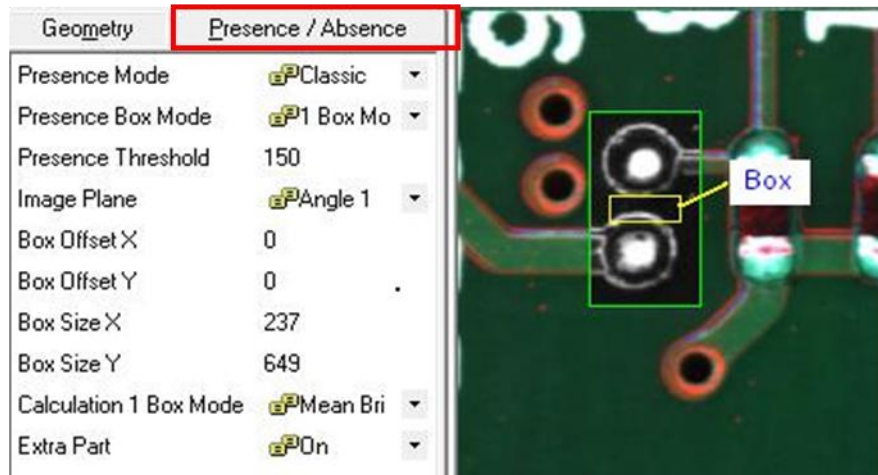 Geometry Presence / Absence
Presence Mode Classic
Presence Box Mode 1 Box Mo
Presence Threshold 150
Image Plane Angle 1
Box Offset X 0
Box Offset Y 0
Box Size X 237
Box Size Y 649
Calculation 1 Box Mode Mean Bri
Extra Part On
Box